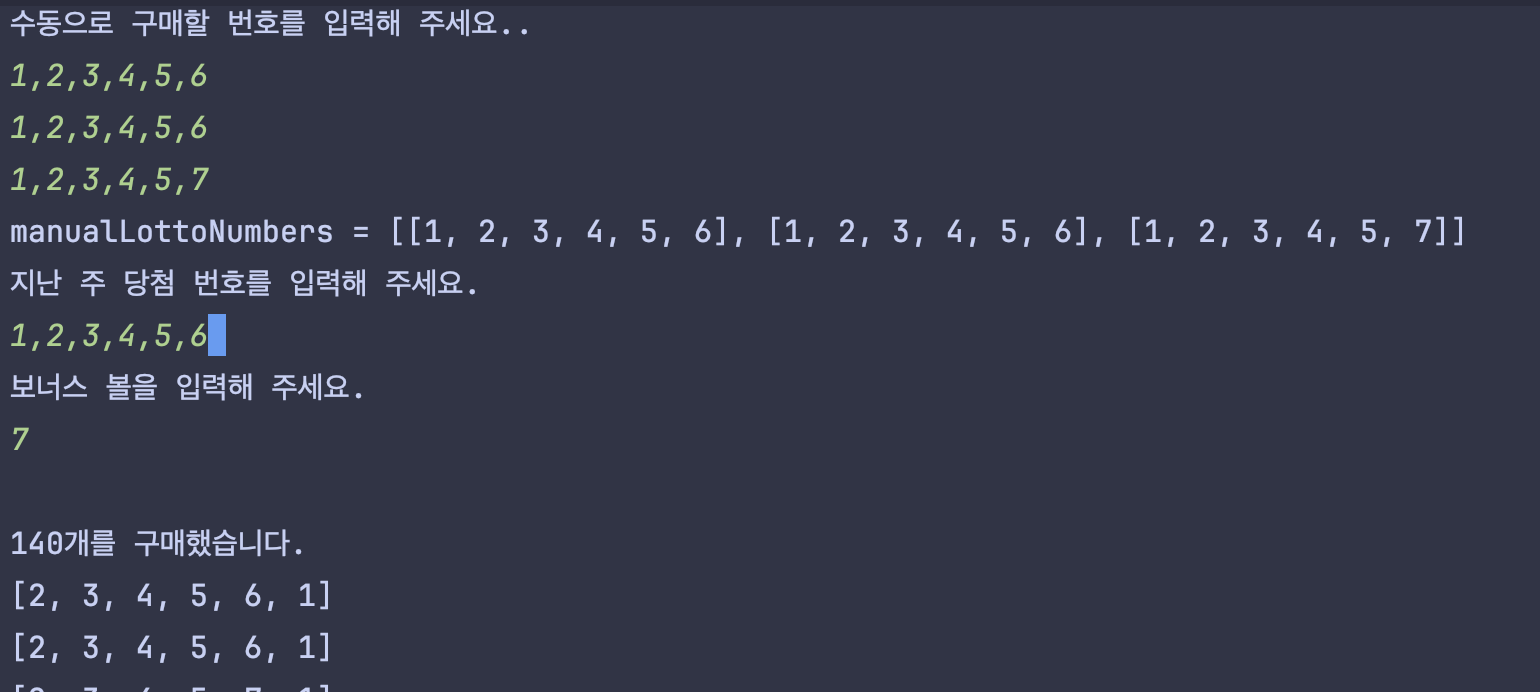 수동으로 구매할 번호를 입력해 주세요..
1,2,3,4,5,6
1,2,3,4,5,6
1,2,3,4,5,7
manualLottoNumbers = [[1, 2, 3, 4, 5, 6], [1, 2, 3, 4, 5, 6], [1, 2, 3, 4, 5, 7]]
지난 주 당첨 번호를 입력해 주세요.
1,2,3,4,5,6
보너스 볼을 입력해 주세요.
7
140개를 구매했습니다.
[2, 3, 4, 5, 6, 1]
[2, 3, 4, 5, 6, 1]